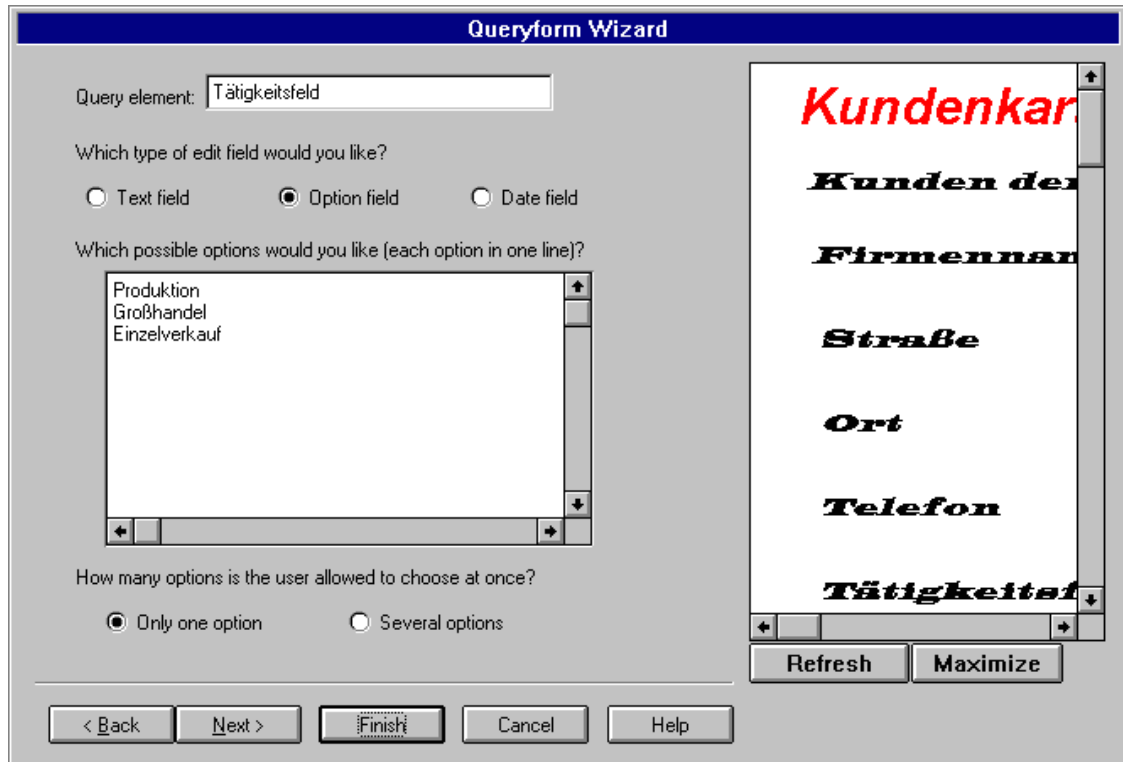 Queryform Wizard
Query element: Tätigkeitsfeld
Which type of edit field would you like?
Text field Option field Date field
Which possible options would you like (each option in one line)?
Produktion
Großhandel
Einzelverkauf
How many options is the user allowed to choose at once?
Only one option Several options
Kundenkar
Kunden der
Firmennam
Straße
Ort
Telefon
Tätigkeitsf
Refresh Maximize
< Back Next > Finish Cancel Help